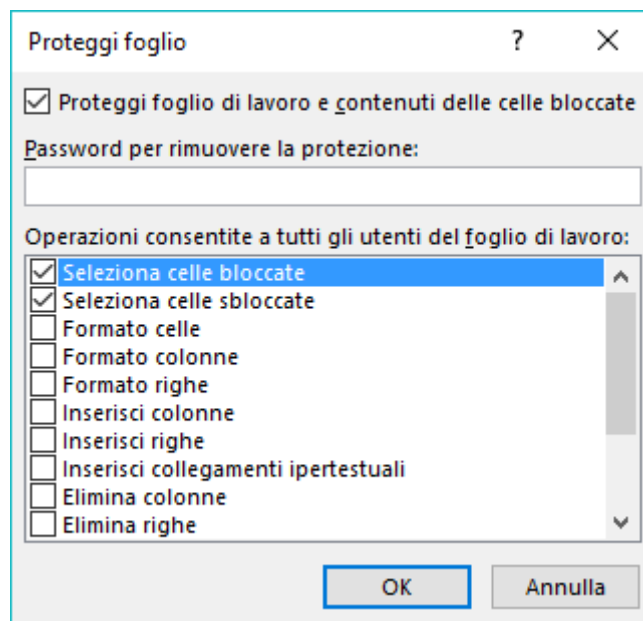 Proteggi foglio
Proteggi foglio di lavoro e contenuti delle celle bloccate
Password per rimuovere la protezione:
Operazioni consentite a tutti gli utenti del foglio di lavoro:
Seleziona celle bloccate
Seleziona celle sbloccate
Formato celle
Formato colonne
Formato righe
Inserisci colonne
Inserisci righe
Inserisci collegamenti ipertestuali
Elimina colonne
Elimina righe
OK Annulla